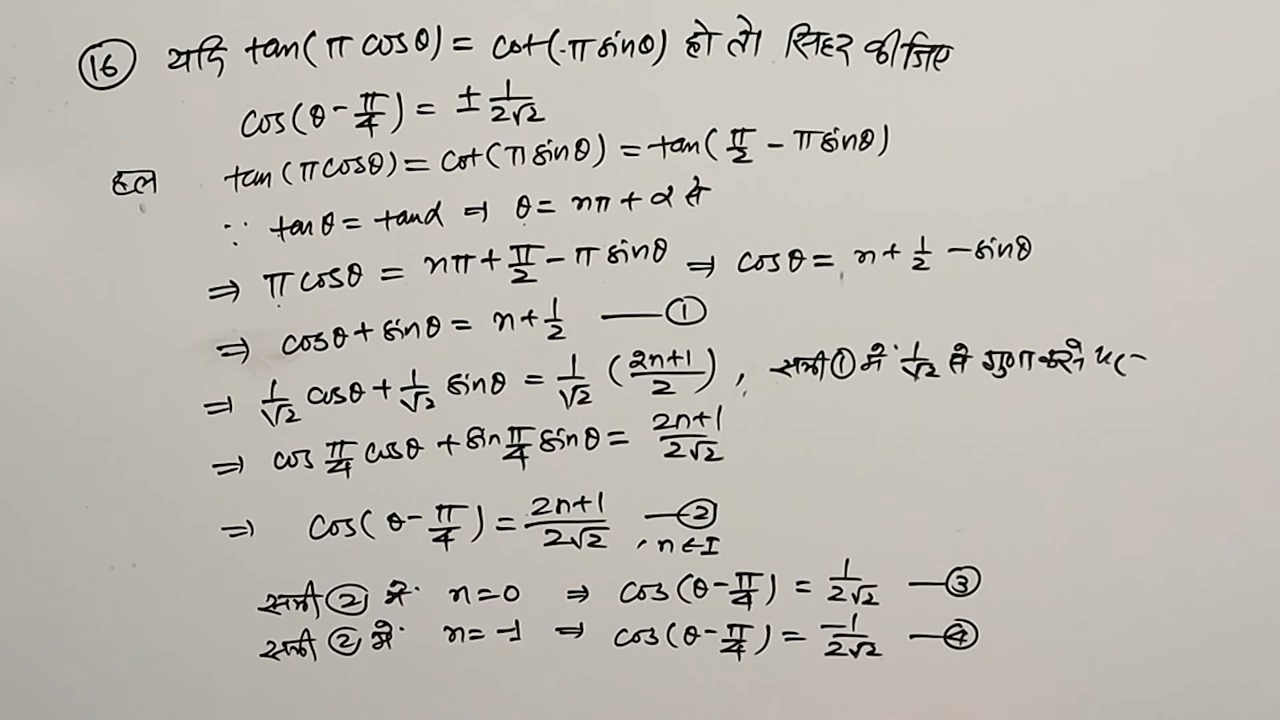 (16) यदि tan(π cosθ) = cot(π sinθ) हो तो सिद्ध कीजिए
cos(θ - π/4) = ± 1/2√2
हल tan(π cosθ) = cot(π sinθ) = tan(π/2 - π sinθ)
∵ tanθ = tanα ⇒ θ = nπ + α से
⇒ π cosθ = nπ + π/2 - π sinθ ⇒ cosθ = n + 1/2 - sinθ
⇒ cosθ + sinθ = n + 1/2 —①
⇒ 1/√2 cosθ + 1/√2 sinθ = 1/√2 (2n+1/2), समी ① में 1/√2 से गुणा करने पर
⇒ cos π/4 cosθ + sin π/4 sinθ = 2n+1/2√2
⇒ cos(θ - π/4) = 2n+1/2√2 —②
, n ∈ I
समी ② में n=0 ⇒ cos(θ - π/4) = 1/2√2 —③
समी ② में n=-1 ⇒ cos(θ - π/4) = -1/2√2 —④